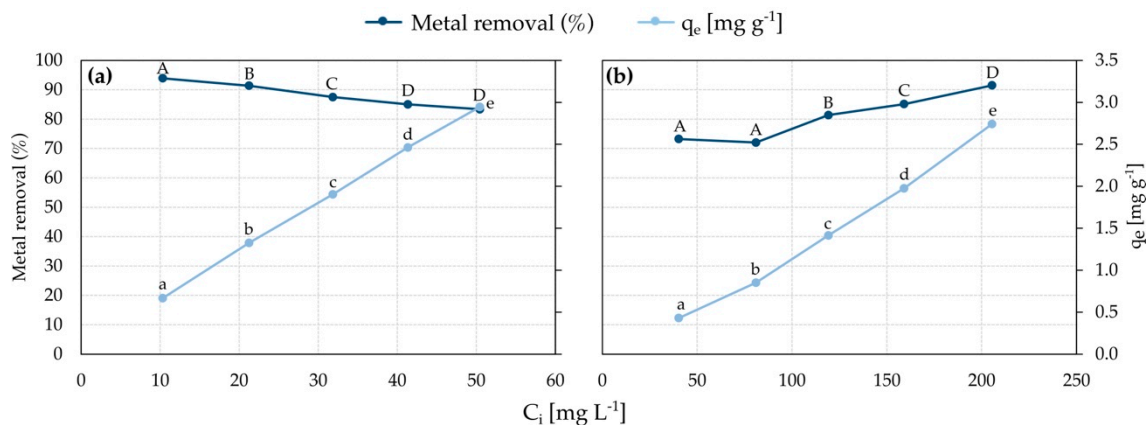 Metal removal (%) qₑ [mg g⁻¹]
(a) A B C D D e
d
c
b
a
100
90
80
70
60
50
40
30
20
10
0
Metal removal (%)
0 10 20 30 40 50 60
(b) A A B C D
e
d
c
b
a
3.5
3.0
2.5
2.0
1.5
1.0
0.5
0.0
qₑ [mg g⁻¹]
0 50 100 150 200 250
Cᵢ [mg L⁻¹]